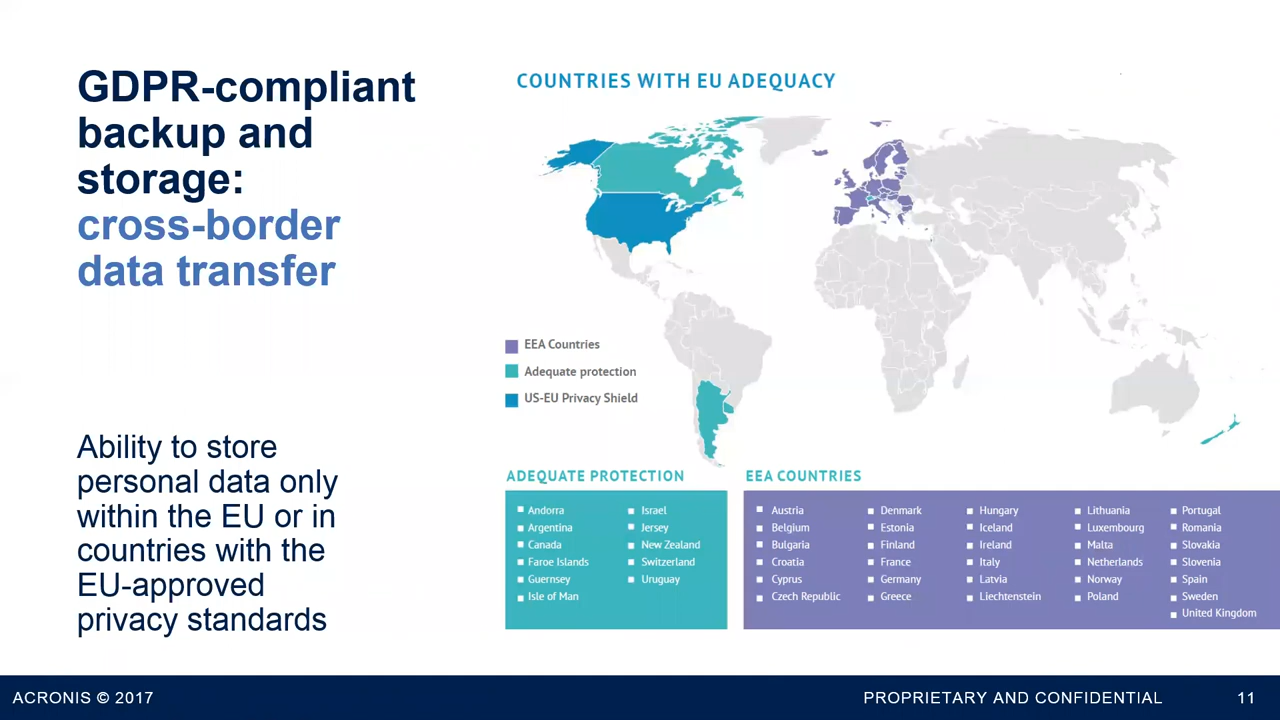 GDPR-compliant
backup and
storage:
cross-border
data transfer
Ability to store
personal data only
within the EU or in
countries with the
EU-approved
privacy standards
COUNTRIES WITH EU ADEQUACY
EEA Countries
Adequate protection
US-EU Privacy Shield
ADEQUATE PROTECTION
Andorra
Argentina
Canada
Faroe Islands
Guernsey
Isle of Man
Israel
Jersey
New Zealand
Switzerland
Uruguay
EEA COUNTRIES
Austria
Belgium
Bulgaria
Croatia
Cyprus
Czech Republic
Denmark
Estonia
Finland
France
Germany
Greece
Hungary
Iceland
Ireland
Italy
Latvia
Liechtenstein
Lithuania
Luxembourg
Malta
Netherlands
Norway
Poland
Portugal
Romania
Slovakia
Slovenia
Spain
Sweden
United Kingdom
ACRONIS © 2017
PROPRIETARY AND CONFIDENTIAL
11